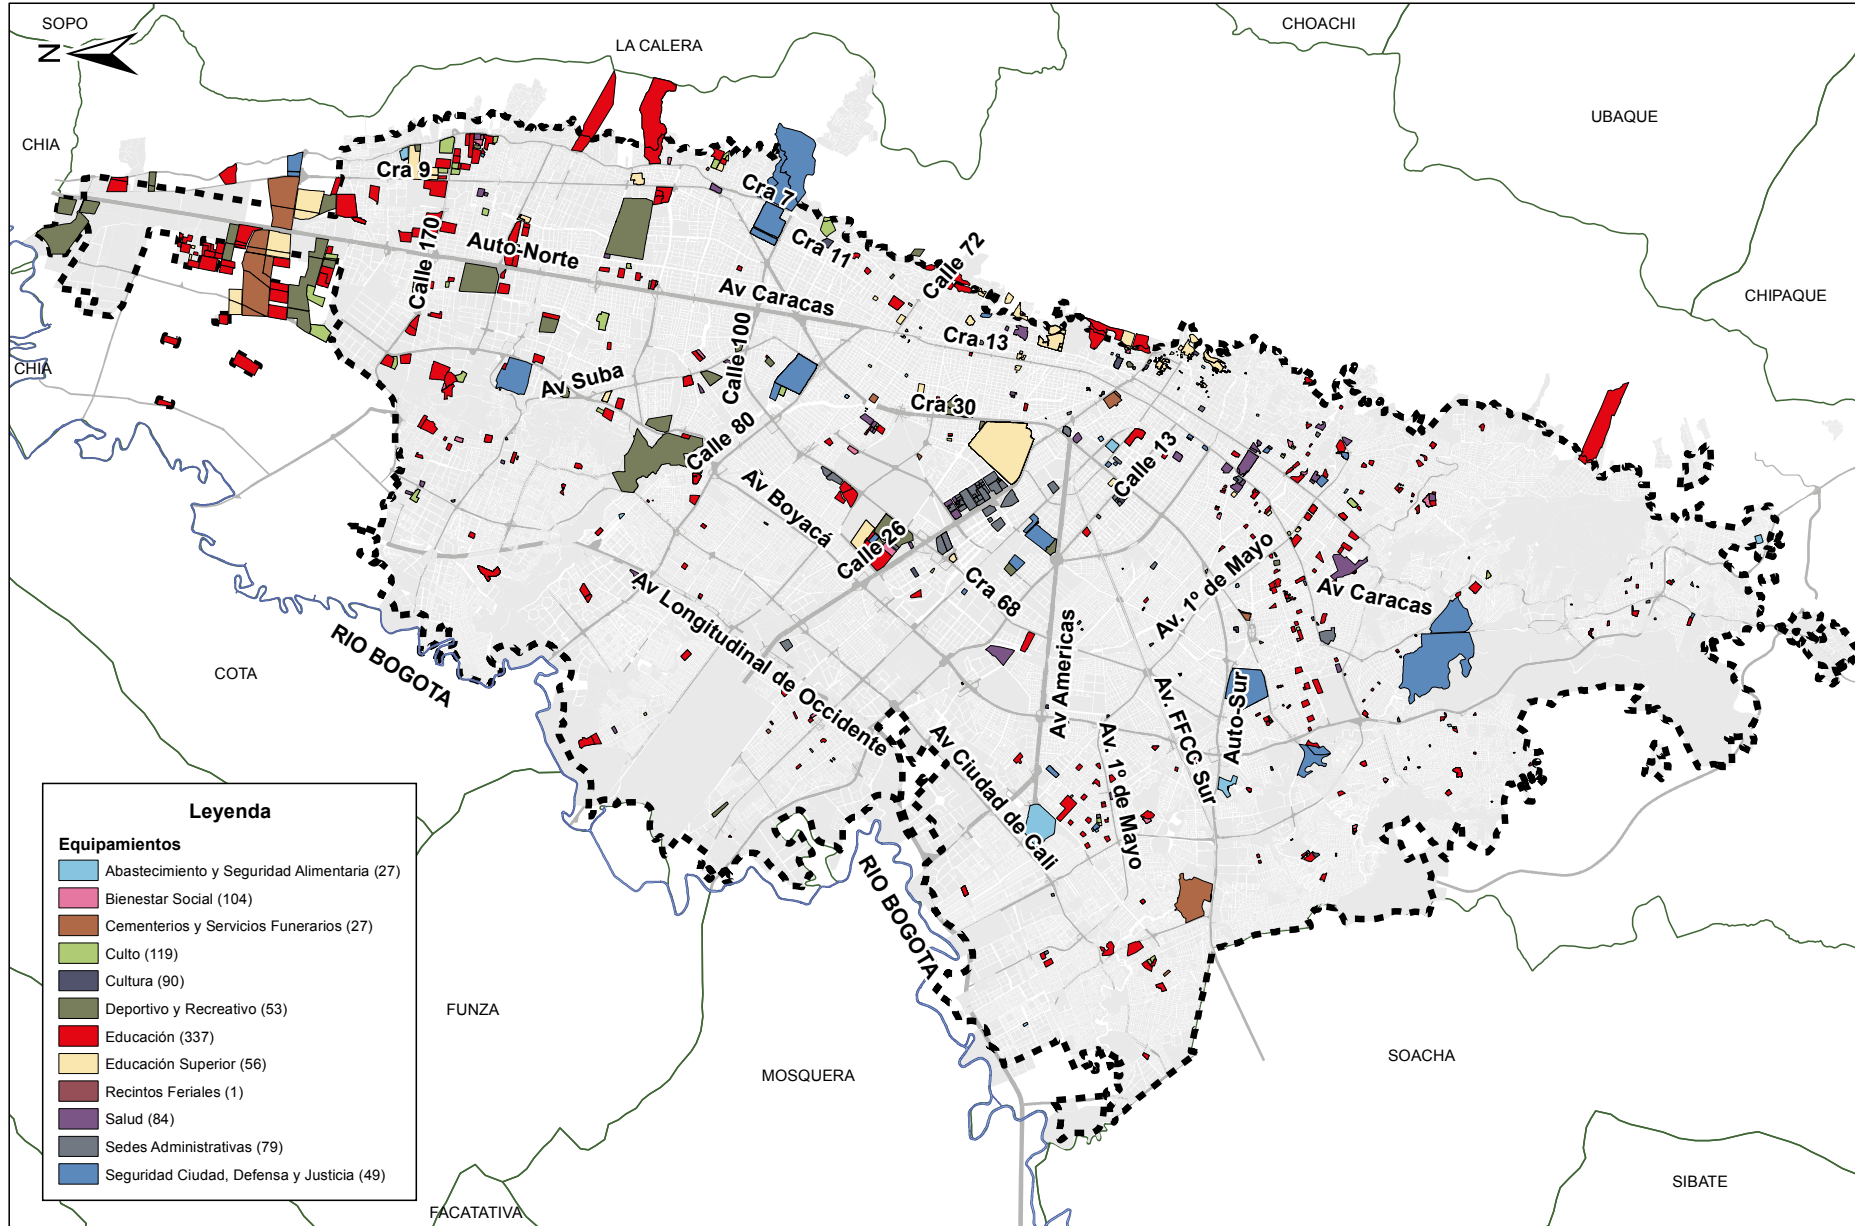 SOPO
N
LA CALERA
CHOACHI
UBAQUE
CHIA
CHIPAQUE
CHIA
Cra 9
Cra 7
Cra 11
Calle 72
Calle 170
Auto-Norte
Av Caracas
Cra 13
Calle 100
Av Suba
Cra 30
Calle 80
Calle 13
Av Boyacá
Calle 26
Cra 68
Av. 1º de Mayo
Av Caracas
Av Longitudinal de Occidente
Av Americas
Auto-Sur
Av. FFCC Sur
Av. 1º de Mayo
Av Ciudad de Cali
RIO BOGOTA
RIO BOGOTA
COTA
FUNZA
MOSQUERA
SOACHA
SIBATE
FACATATIVA
Leyenda
Equipamientos
Abastecimiento y Seguridad Alimentaria (27)
Bienestar Social (104)
Cementerios y Servicios Funerarios (27)
Culto (119)
Cultura (90)
Deportivo y Recreativo (53)
Educación (337)
Educación Superior (56)
Recintos Feriales (1)
Salud (84)
Sedes Administrativas (79)
Seguridad Ciudad, Defensa y Justicia (49)